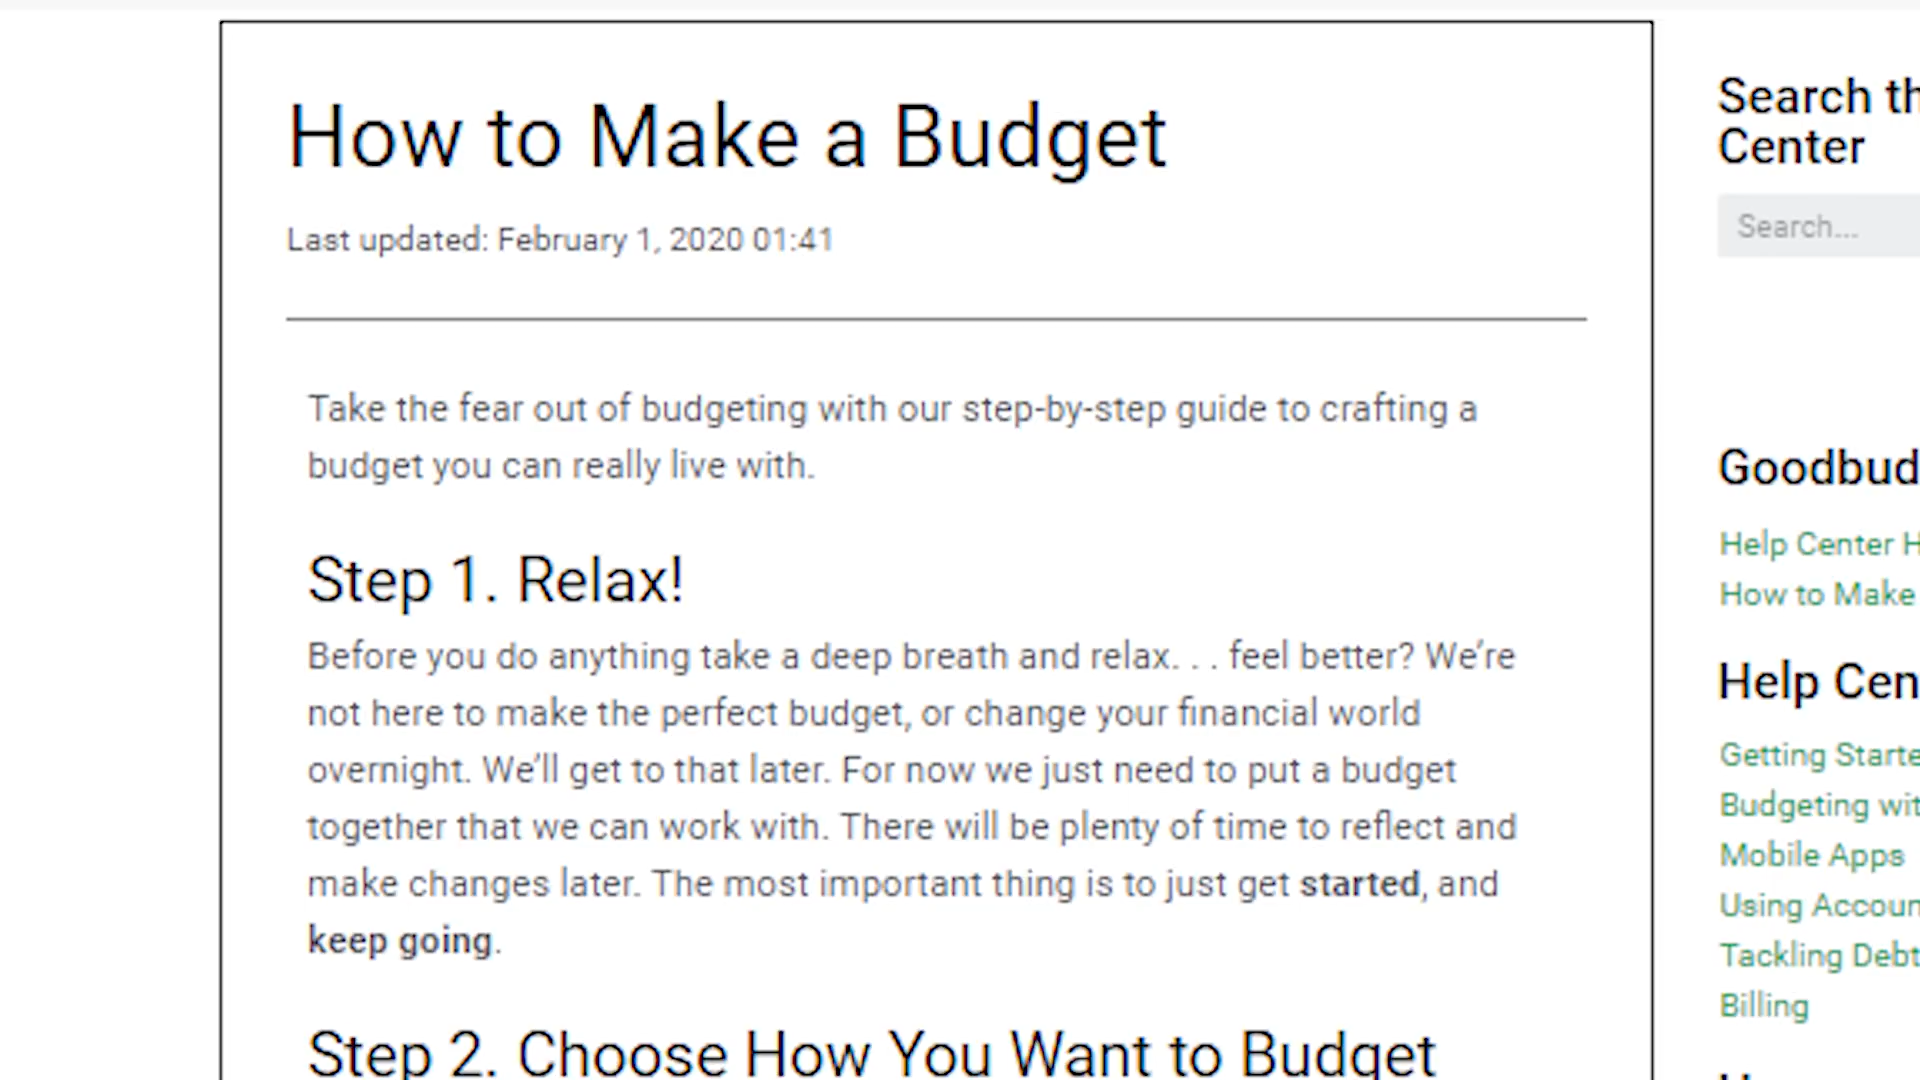 How to Make a Budget
Last updated: February 1, 2020 01:41
Take the fear out of budgeting with our step-by-step guide to crafting a
budget you can really live with.
Step 1. Relax!
Before you do anything take a deep breath and relax. . . feel better? We’re
not here to make the perfect budget, or change your financial world
overnight. We’ll get to that later. For now we just need to put a budget
together that we can work with. There will be plenty of time to reflect and
make changes later. The most important thing is to just get started, and
keep going.
Step 2. Choose How You Want to Budget
Search
Center
Search...
Help Center
How to Make
Help
Getting
Budgeting
Mobile Apps
Using
Tackling Debt
Billing